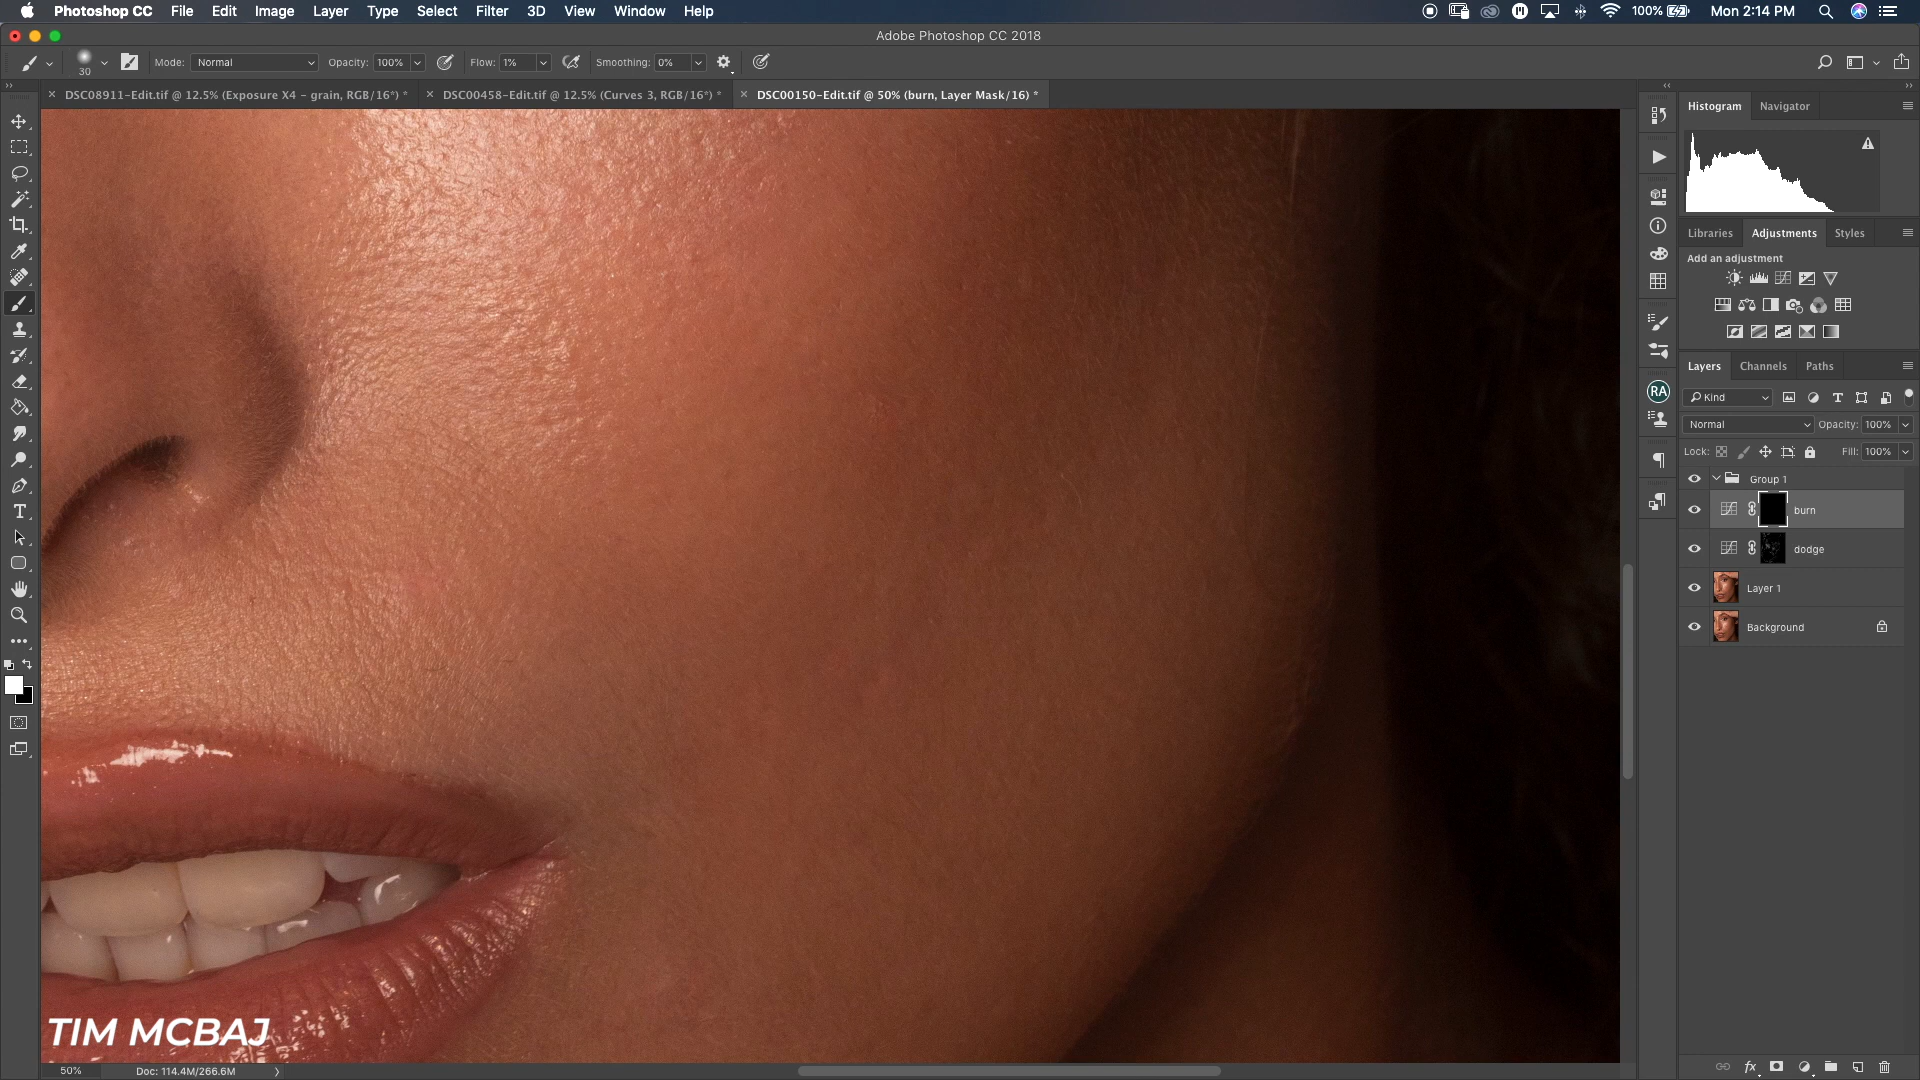 Photoshop CC File Edit Image Layer Type Select Filter 3D View Window Help 100% Mon 2:14 PM
Adobe Photoshop CC 2018
30 Mode: Normal Opacity: 100% Flow: 1% Smoothing: 0%
DSC08911-Edit.tif @ 12.5% (Exposure X4 - grain, RGB/16*) * DSC00458-Edit.tif @ 12.5% (Curves 3, RGB/16*) * DSC00150-Edit.tif @ 50% (burn, Layer Mask/16) *
Histogram Navigator
Libraries Adjustments Styles
Add an adjustment
Layers Channels Paths
RA
Kind
Normal Opacity: 100%
Lock: Fill: 100%
Group 1
burn
dodge
Layer 1
Background
TIM MCBAJ
50% Doc: 114.4M/266.6M